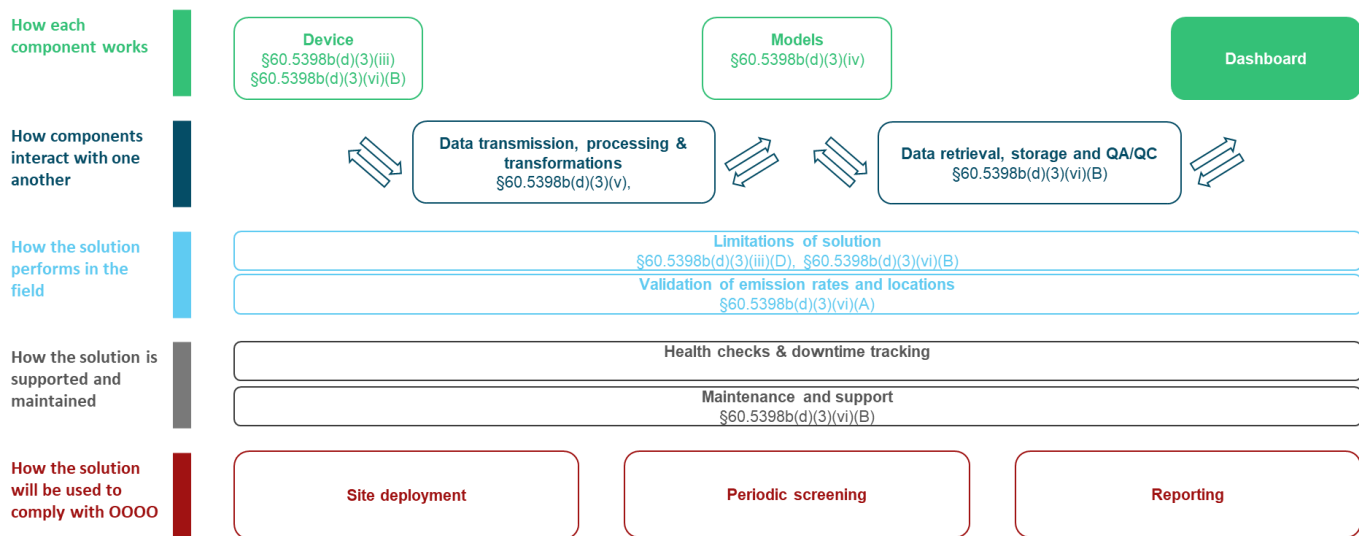 How each
component works
Device
§60.5398b(d)(3)(iii)
§60.5398b(d)(3)(vi)(B)
Models
§60.5398b(d)(3)(iv)
Dashboard
How components
interact with one
another
Data transmission, processing &
transformations
§60.5398b(d)(3)(v),
Data retrieval, storage and QA/QC
§60.5398b(d)(3)(vi)(B)
How the solution
performs in the
field
Limitations of solution
§60.5398b(d)(3)(iii)(D), §60.5398b(d)(3)(vi)(B)
Validation of emission rates and locations
§60.5398b(d)(3)(vi)(A)
How the solution is
supported and
maintained
Health checks & downtime tracking
Maintenance and support
§60.5398b(d)(3)(vi)(B)
How the solution
will be used to
comply with OOOO
Site deployment
Periodic screening
Reporting